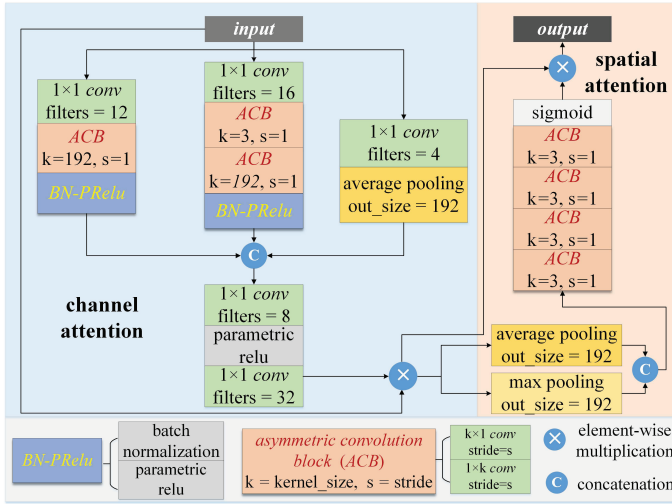 input
1×1 conv
filters = 12
ACB
k=192, s=1
BN-PRelu
1×1 conv
filters = 16
ACB
k=3, s=1
ACB
k=192, s=1
BN-PRelu
1×1 conv
filters = 4
average pooling
out_size = 192
C
channel
attention
1×1 conv
filters = 8
parametric
relu
1×1 conv
filters = 32
×
output
×
spatial
attention
sigmoid
ACB
k=3, s=1
ACB
k=3, s=1
ACB
k=3, s=1
ACB
k=3, s=1
average pooling
out_size = 192
max pooling
out_size = 192
C
BN-PRelu
batch
normalization
parametric
relu
asymmetric convolution
block (ACB)
k = kernel_size, s = stride
k×1 conv
stride=s
1×k conv
stride=s
×
element-wise
multiplication
C
concatenation